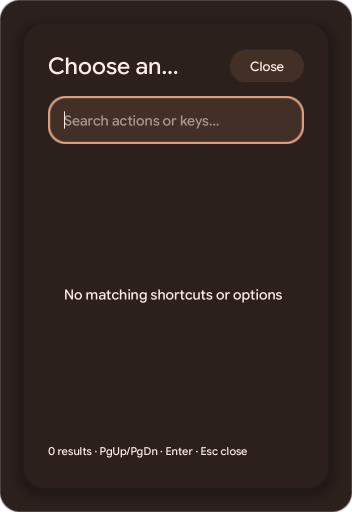 Choose an...
Close
Search actions or keys...
No matching shortcuts or options
0 results · PgUp/PgDn · Enter · Esc close